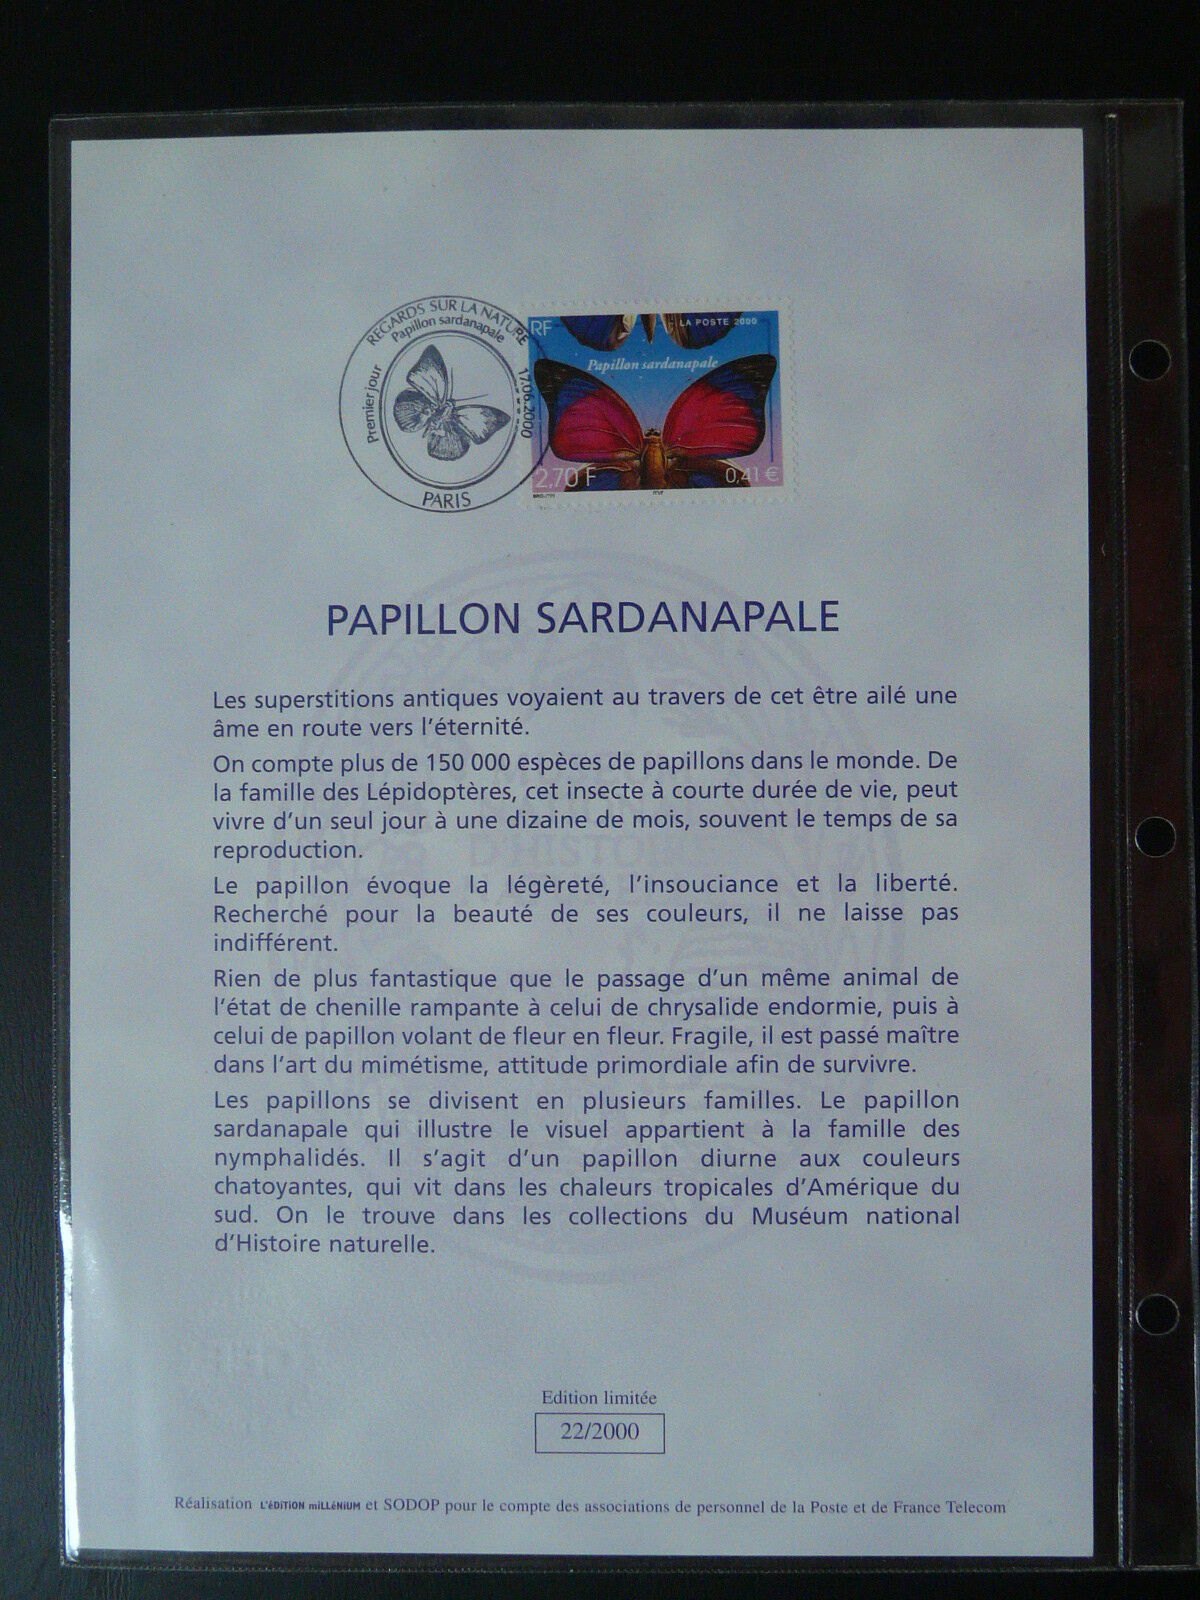 REGARDS SUR LA NATURE
Papillon sardanapale
Premier jour
17.06.2000
PARIS
RF
LA POSTE 2000
Papillon sardanapale
2,70 F
0,41 €
PAPILLON SARDANAPALE
Les superstitions antiques voyaient au travers de cet être ailé une
âme en route vers l'éternité.
On compte plus de 150 000 espèces de papillons dans le monde. De
la famille des Lépidoptères, cet insecte à courte durée de vie, peut
vivre d'un seul jour à une dizaine de mois, souvent le temps de sa
reproduction.
Le papillon évoque la légèreté, l'insouciance et la liberté.
Recherché pour la beauté de ses couleurs, il ne laisse pas
indifférent.
Rien de plus fantastique que le passage d'un même animal de
l'état de chenille rampante à celui de chrysalide endormie, puis à
celui de papillon volant de fleur en fleur. Fragile, il est passé maître
dans l'art du mimétisme, attitude primordiale afin de survivre.
Les papillons se divisent en plusieurs familles. Le papillon
sardanapale qui illustre le visuel appartient à la famille des
nymphalidés. Il s'agit d'un papillon diurne aux couleurs
chatoyantes, qui vit dans les chaleurs tropicales d'Amérique du
sud. On le trouve dans les collections du Muséum national
d'Histoire naturelle.
Edition limitée
22/2000
Réalisation L'éDITION miLLéNIUM et SODOP pour le compte des associations de personnel de la Poste et de France Telecom